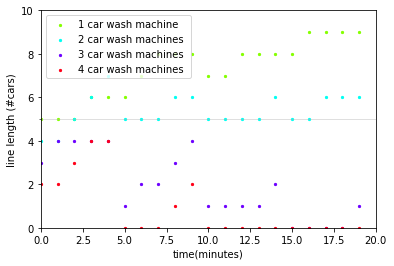 10
8
6
4
2
0
line length (#cars)
1 car wash machine
2 car wash machines
3 car wash machines
4 car wash machines
0.0 2.5 5.0 7.5 10.0 12.5 15.0 17.5 20.0
time(minutes)